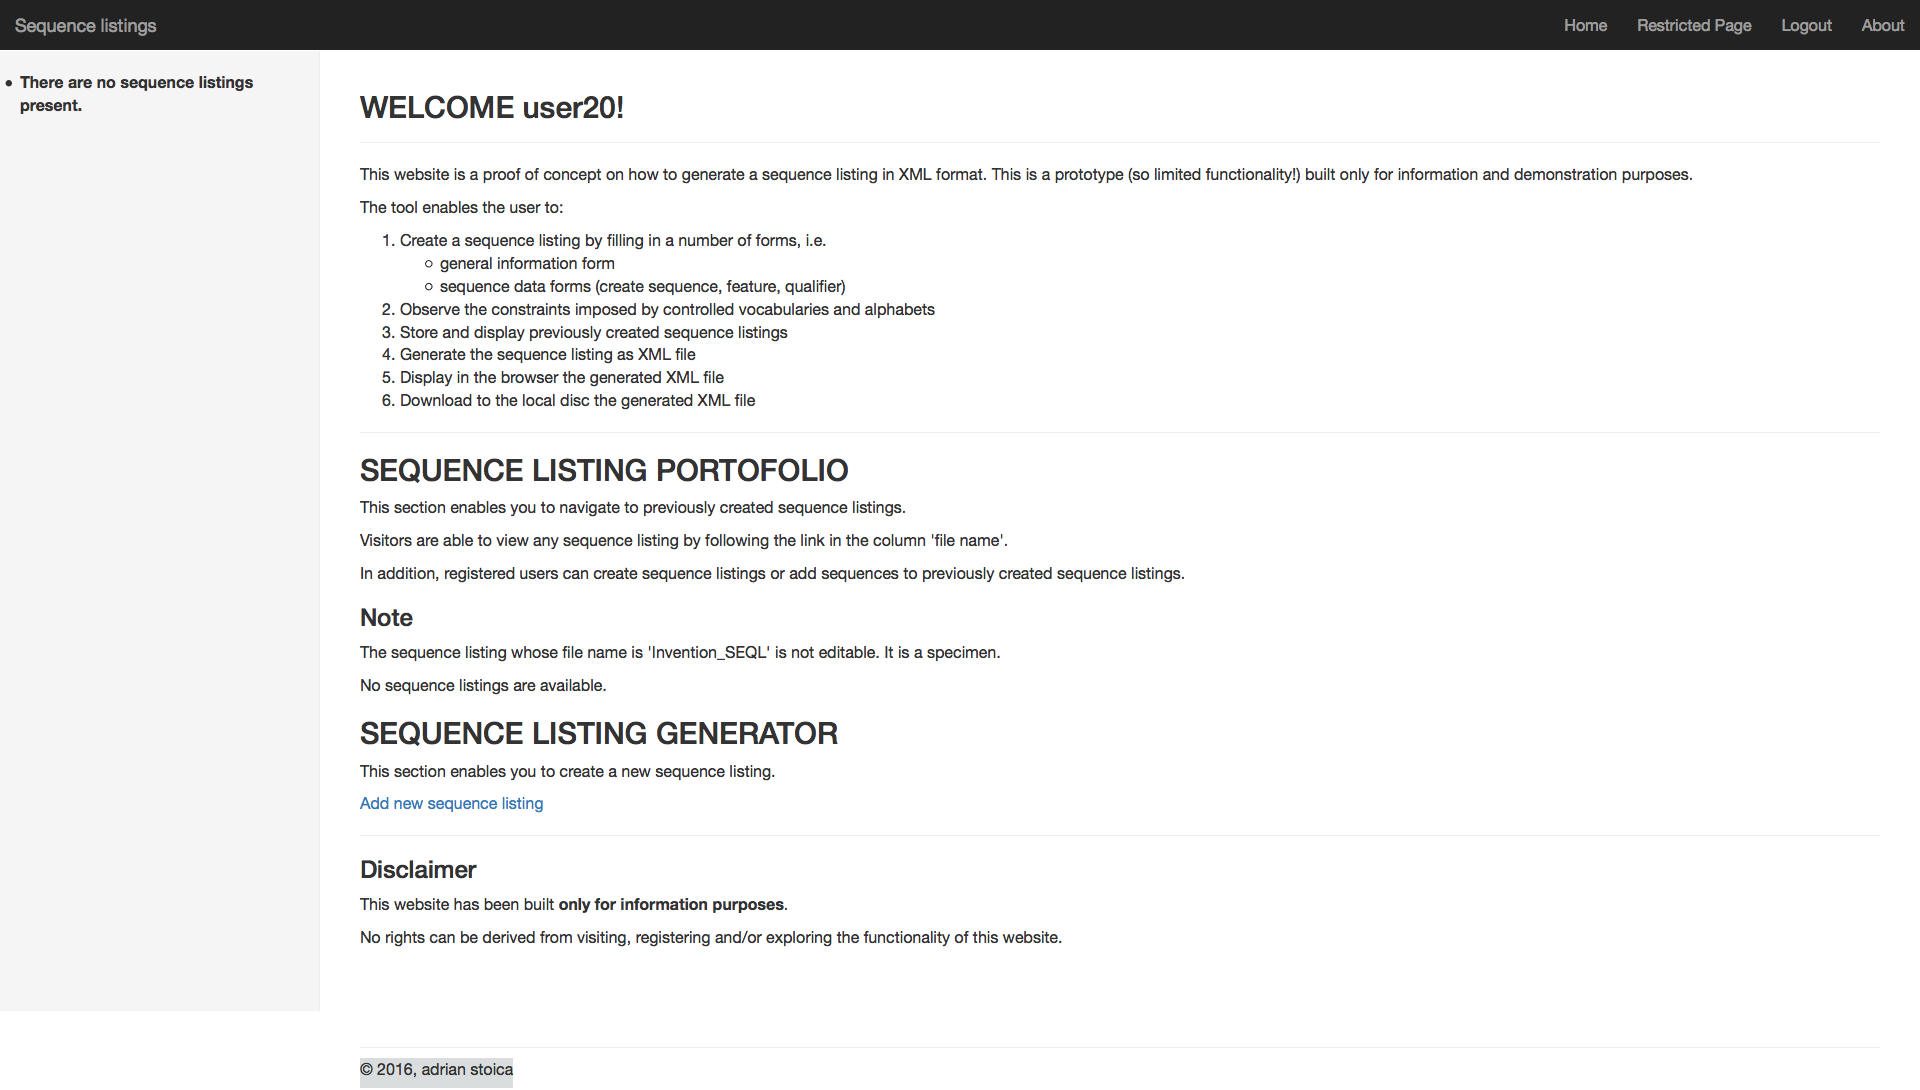 Sequence listings
Home Restricted Page Logout About
• There are no sequence listings
present.
WELCOME user20!
This website is a proof of concept on how to generate a sequence listing in XML format. This is a prototype (so limited functionality!) built only for information and demonstration purposes.
The tool enables the user to:
1. Create a sequence listing by filling in a number of forms, i.e.
○ general information form
○ sequence data forms (create sequence, feature, qualifier)
2. Observe the constraints imposed by controlled vocabularies and alphabets
3. Store and display previously created sequence listings
4. Generate the sequence listing as XML file
5. Display in the browser the generated XML file
6. Download to the local disc the generated XML file
SEQUENCE LISTING PORTOFOLIO
This section enables you to navigate to previously created sequence listings.
Visitors are able to view any sequence listing by following the link in the column 'file name'.
In addition, registered users can create sequence listings or add sequences to previously created sequence listings.
Note
The sequence listing whose file name is 'Invention_SEQL' is not editable. It is a specimen.
No sequence listings are available.
SEQUENCE LISTING GENERATOR
This section enables you to create a new sequence listing.
Add new sequence listing
Disclaimer
This website has been built only for information purposes.
No rights can be derived from visiting, registering and/or exploring the functionality of this website.
© 2016, adrian stoica